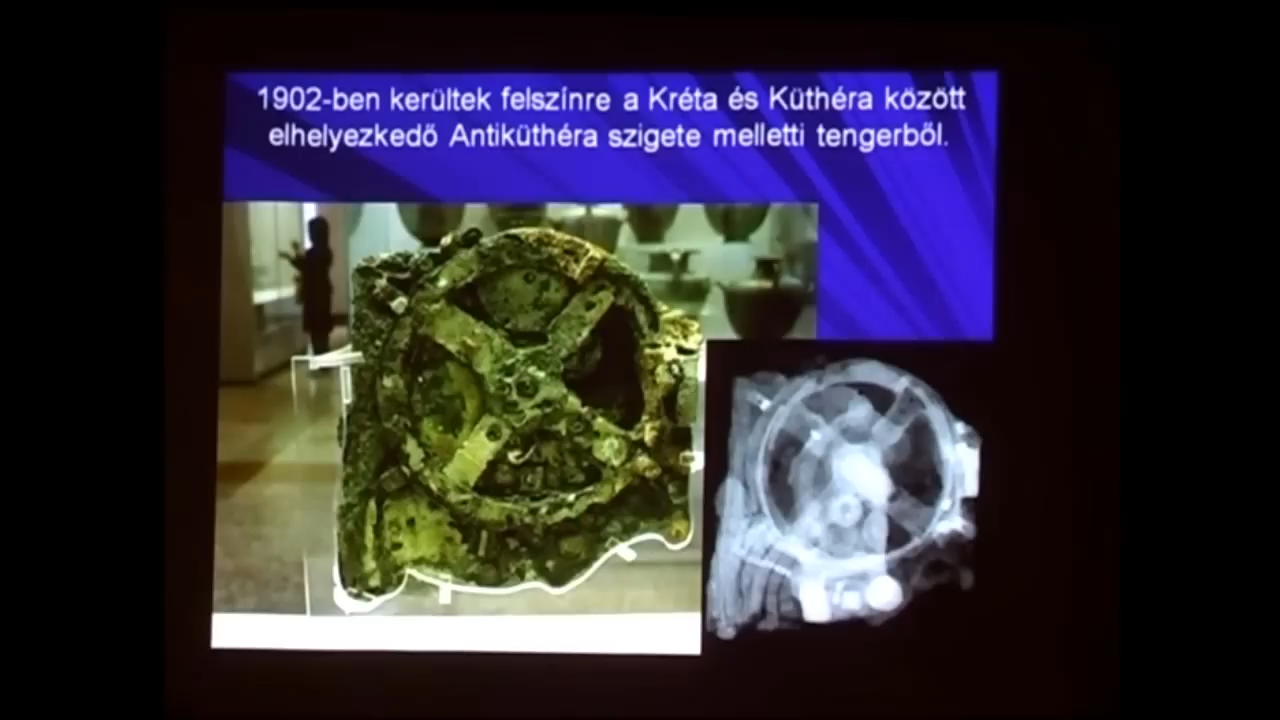 1902-ben kerültek felszínre a Kréta és Küthéra között
elhelyezkedő Antiküthéra szigete melletti tengerből.